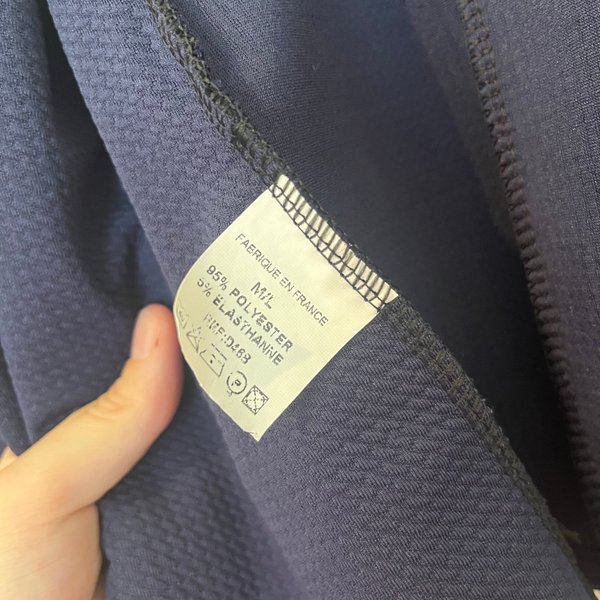 FABRIQUE EN FRANCE
M/L
95% POLYESTER
5% ELASTHANNE